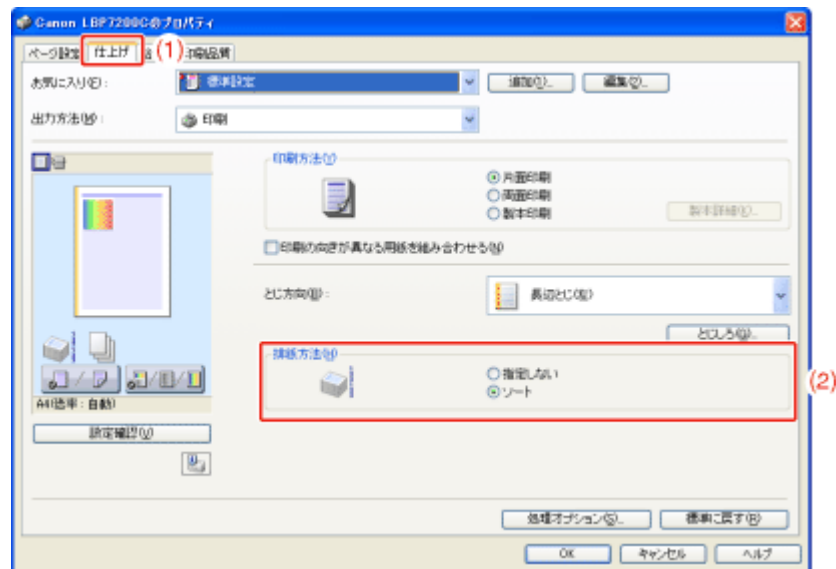 Canon LBP7200Cのプロパティ
ページ設定 仕上げ (1) 印刷品質
お気に入り(F): 標準設定 追加(1)... 編集(2)...
出力方法(M): 印刷
印刷方法(Y)
片面印刷
両面印刷
製本印刷 製本詳細(K)...
印刷の向きが異なる用紙を組み合わせる(N)
とじ方向(B): 長辺とじ(左)
とじしろ(G)...
排紙方法(H)
指定しない
ソート
(2)
A4(倍率: 自動)
設定確認(V)
処理オプション(S)... 標準に戻す(R)
OK キャンセル ヘルプ